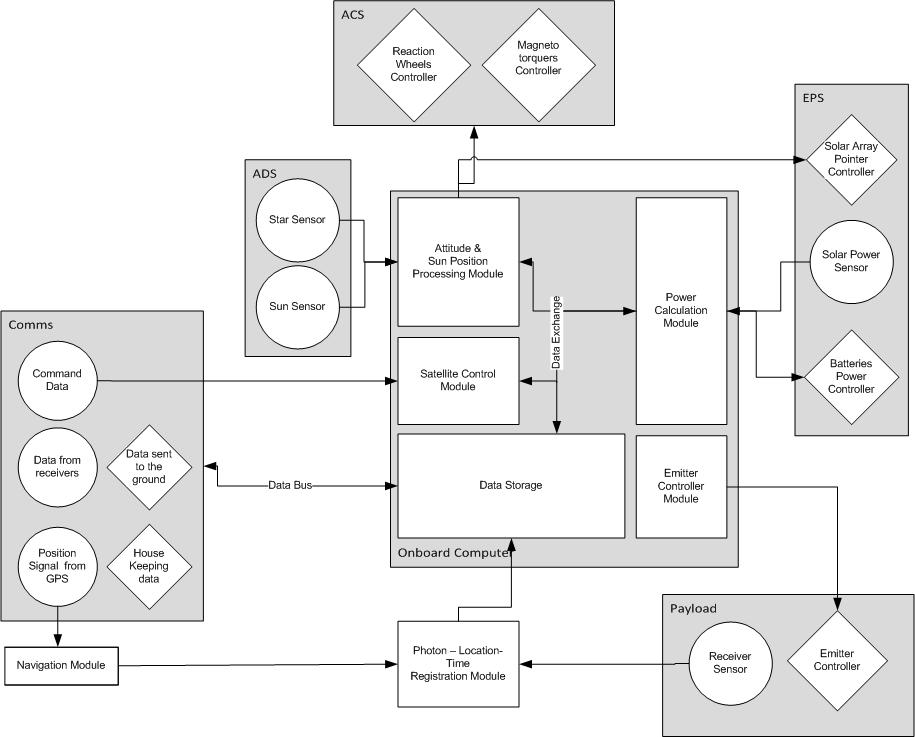 ACS
Reaction
Wheels
Controller
Magneto
torquers
Controller
EPS
Solar Array
Pointer
Controller
Solar Power
Sensor
Batteries
Power
Controller
ADS
Star Sensor
Sun Sensor
Attitude &
Sun Position
Processing Module
Power
Calculation
Module
Data Exchange
Satellite Control
Module
Data Storage
Emitter
Controller
Module
Onboard Computer
Comms
Command
Data
Data from
receivers
Data sent
to the
ground
Position
Signal from
GPS
House
Keeping
data
Data Bus
Navigation Module
Photon – Location-
Time
Registration Module
Payload
Receiver
Sensor
Emitter
Controller